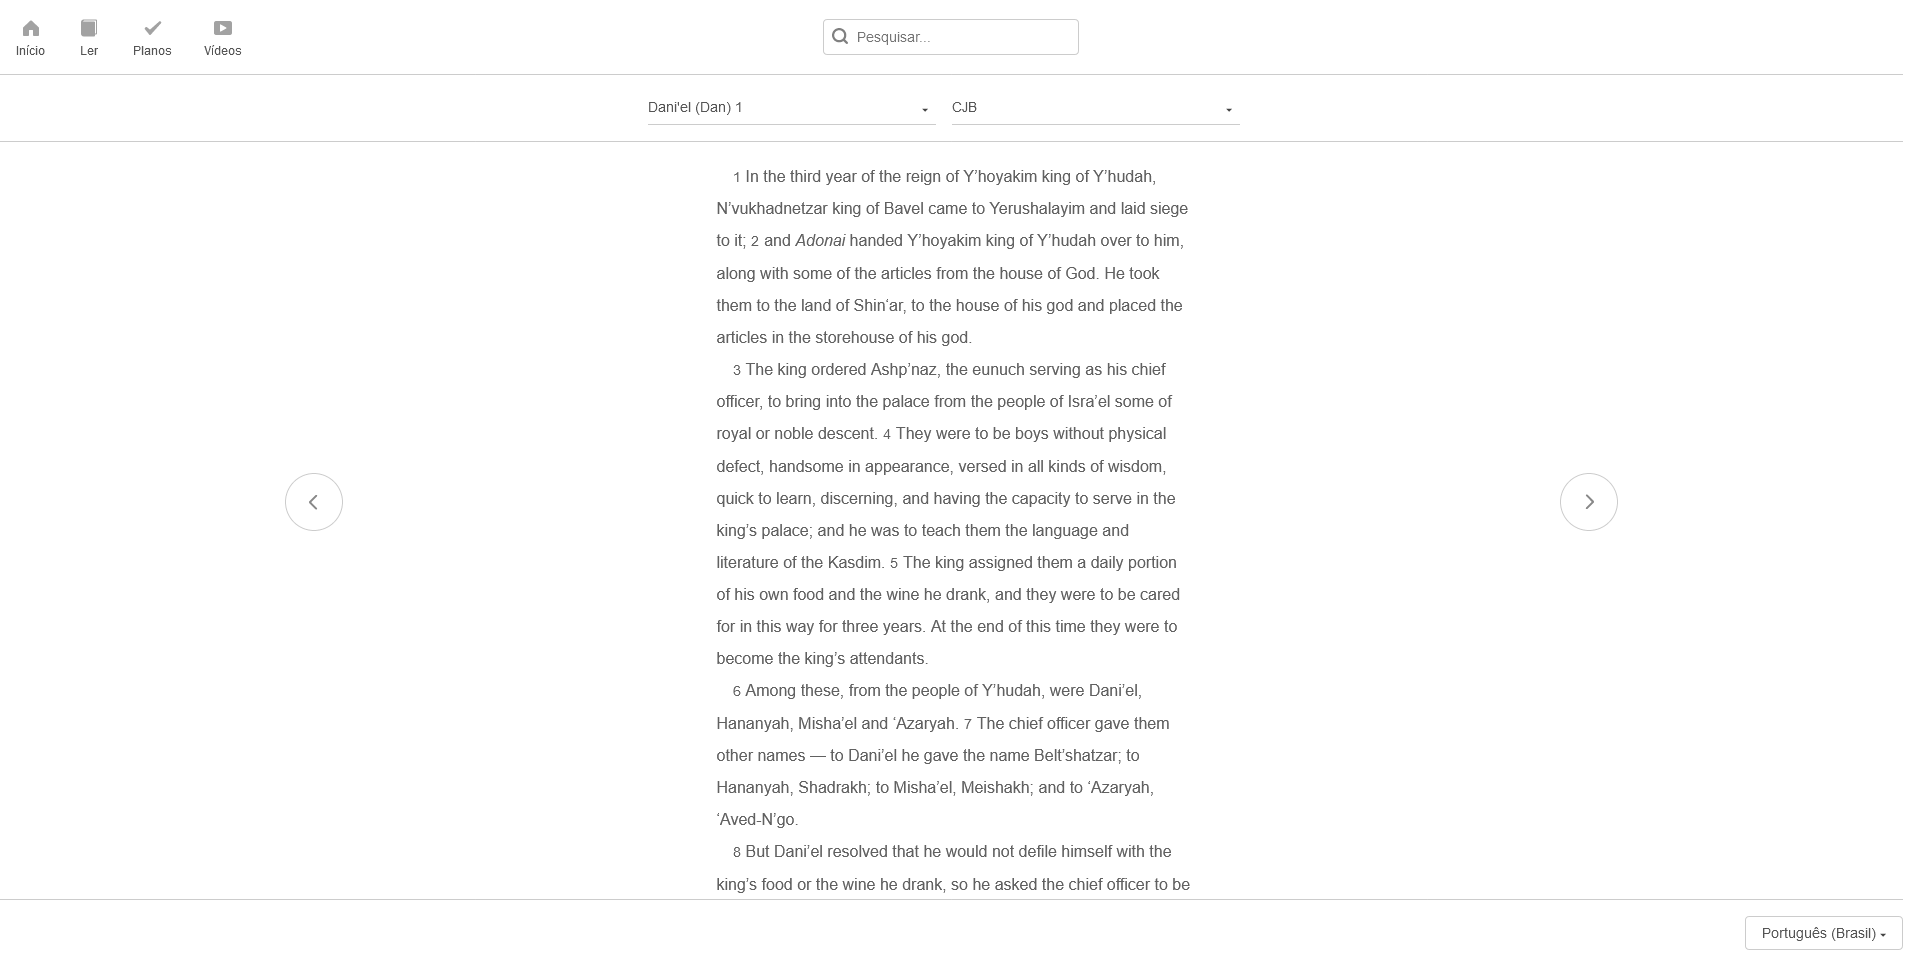 Início
Ler
Planos
Vídeos
Pesquisar...
Dani'el (Dan) 1
CJB
1 In the third year of the reign of Y’hoyakim king of Y’hudah,
N’vukhadnetzar king of Bavel came to Yerushalayim and laid siege
to it; 2 and Adonai handed Y’hoyakim king of Y’hudah over to him,
along with some of the articles from the house of God. He took
them to the land of Shin‘ar, to the house of his god and placed the
articles in the storehouse of his god.
3 The king ordered Ashp’naz, the eunuch serving as his chief
officer, to bring into the palace from the people of Isra’el some of
royal or noble descent. 4 They were to be boys without physical
defect, handsome in appearance, versed in all kinds of wisdom,
quick to learn, discerning, and having the capacity to serve in the
king’s palace; and he was to teach them the language and
literature of the Kasdim. 5 The king assigned them a daily portion
of his own food and the wine he drank, and they were to be cared
for in this way for three years. At the end of this time they were to
become the king’s attendants.
6 Among these, from the people of Y’hudah, were Dani’el,
Hananyah, Misha’el and ‘Azaryah. 7 The chief officer gave them
other names — to Dani’el he gave the name Belt’shatzar; to
Hananyah, Shadrakh; to Misha’el, Meishakh; and to ‘Azaryah,
‘Aved-N’go.
8 But Dani’el resolved that he would not defile himself with the
king’s food or the wine he drank, so he asked the chief officer to be
Português (Brasil)